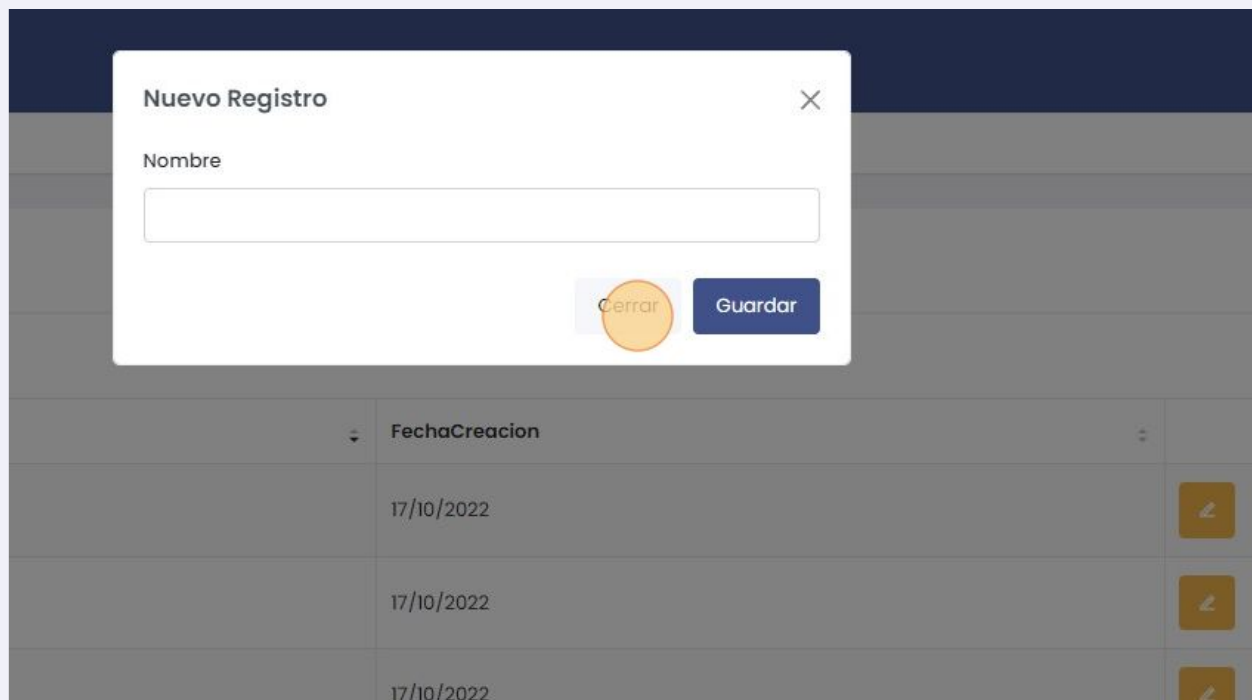 Nuevo Registro
Nombre
Cerrar
Guardar
FechaCreacion
17/10/2022
17/10/2022
17/10/2022